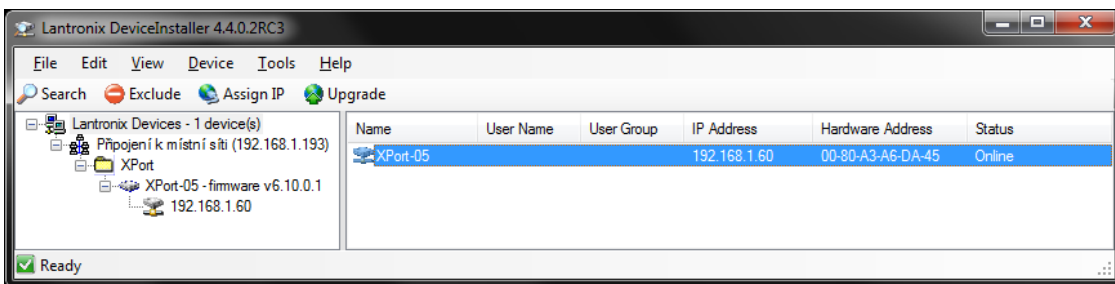 Lantronix DeviceInstaller 4.4.0.2RC3
File Edit View Device Tools Help
Search Exclude Assign IP Upgrade
Lantronix Devices - 1 device(s)
Připojení k místní síti (192.168.1.193)
XPort
XPort-05 - firmware v6.10.0.1
192.168.1.60
Name User Name User Group IP Address Hardware Address Status
XPort-05 192.168.1.60 00-80-A3-A6-DA-45 Online
Ready